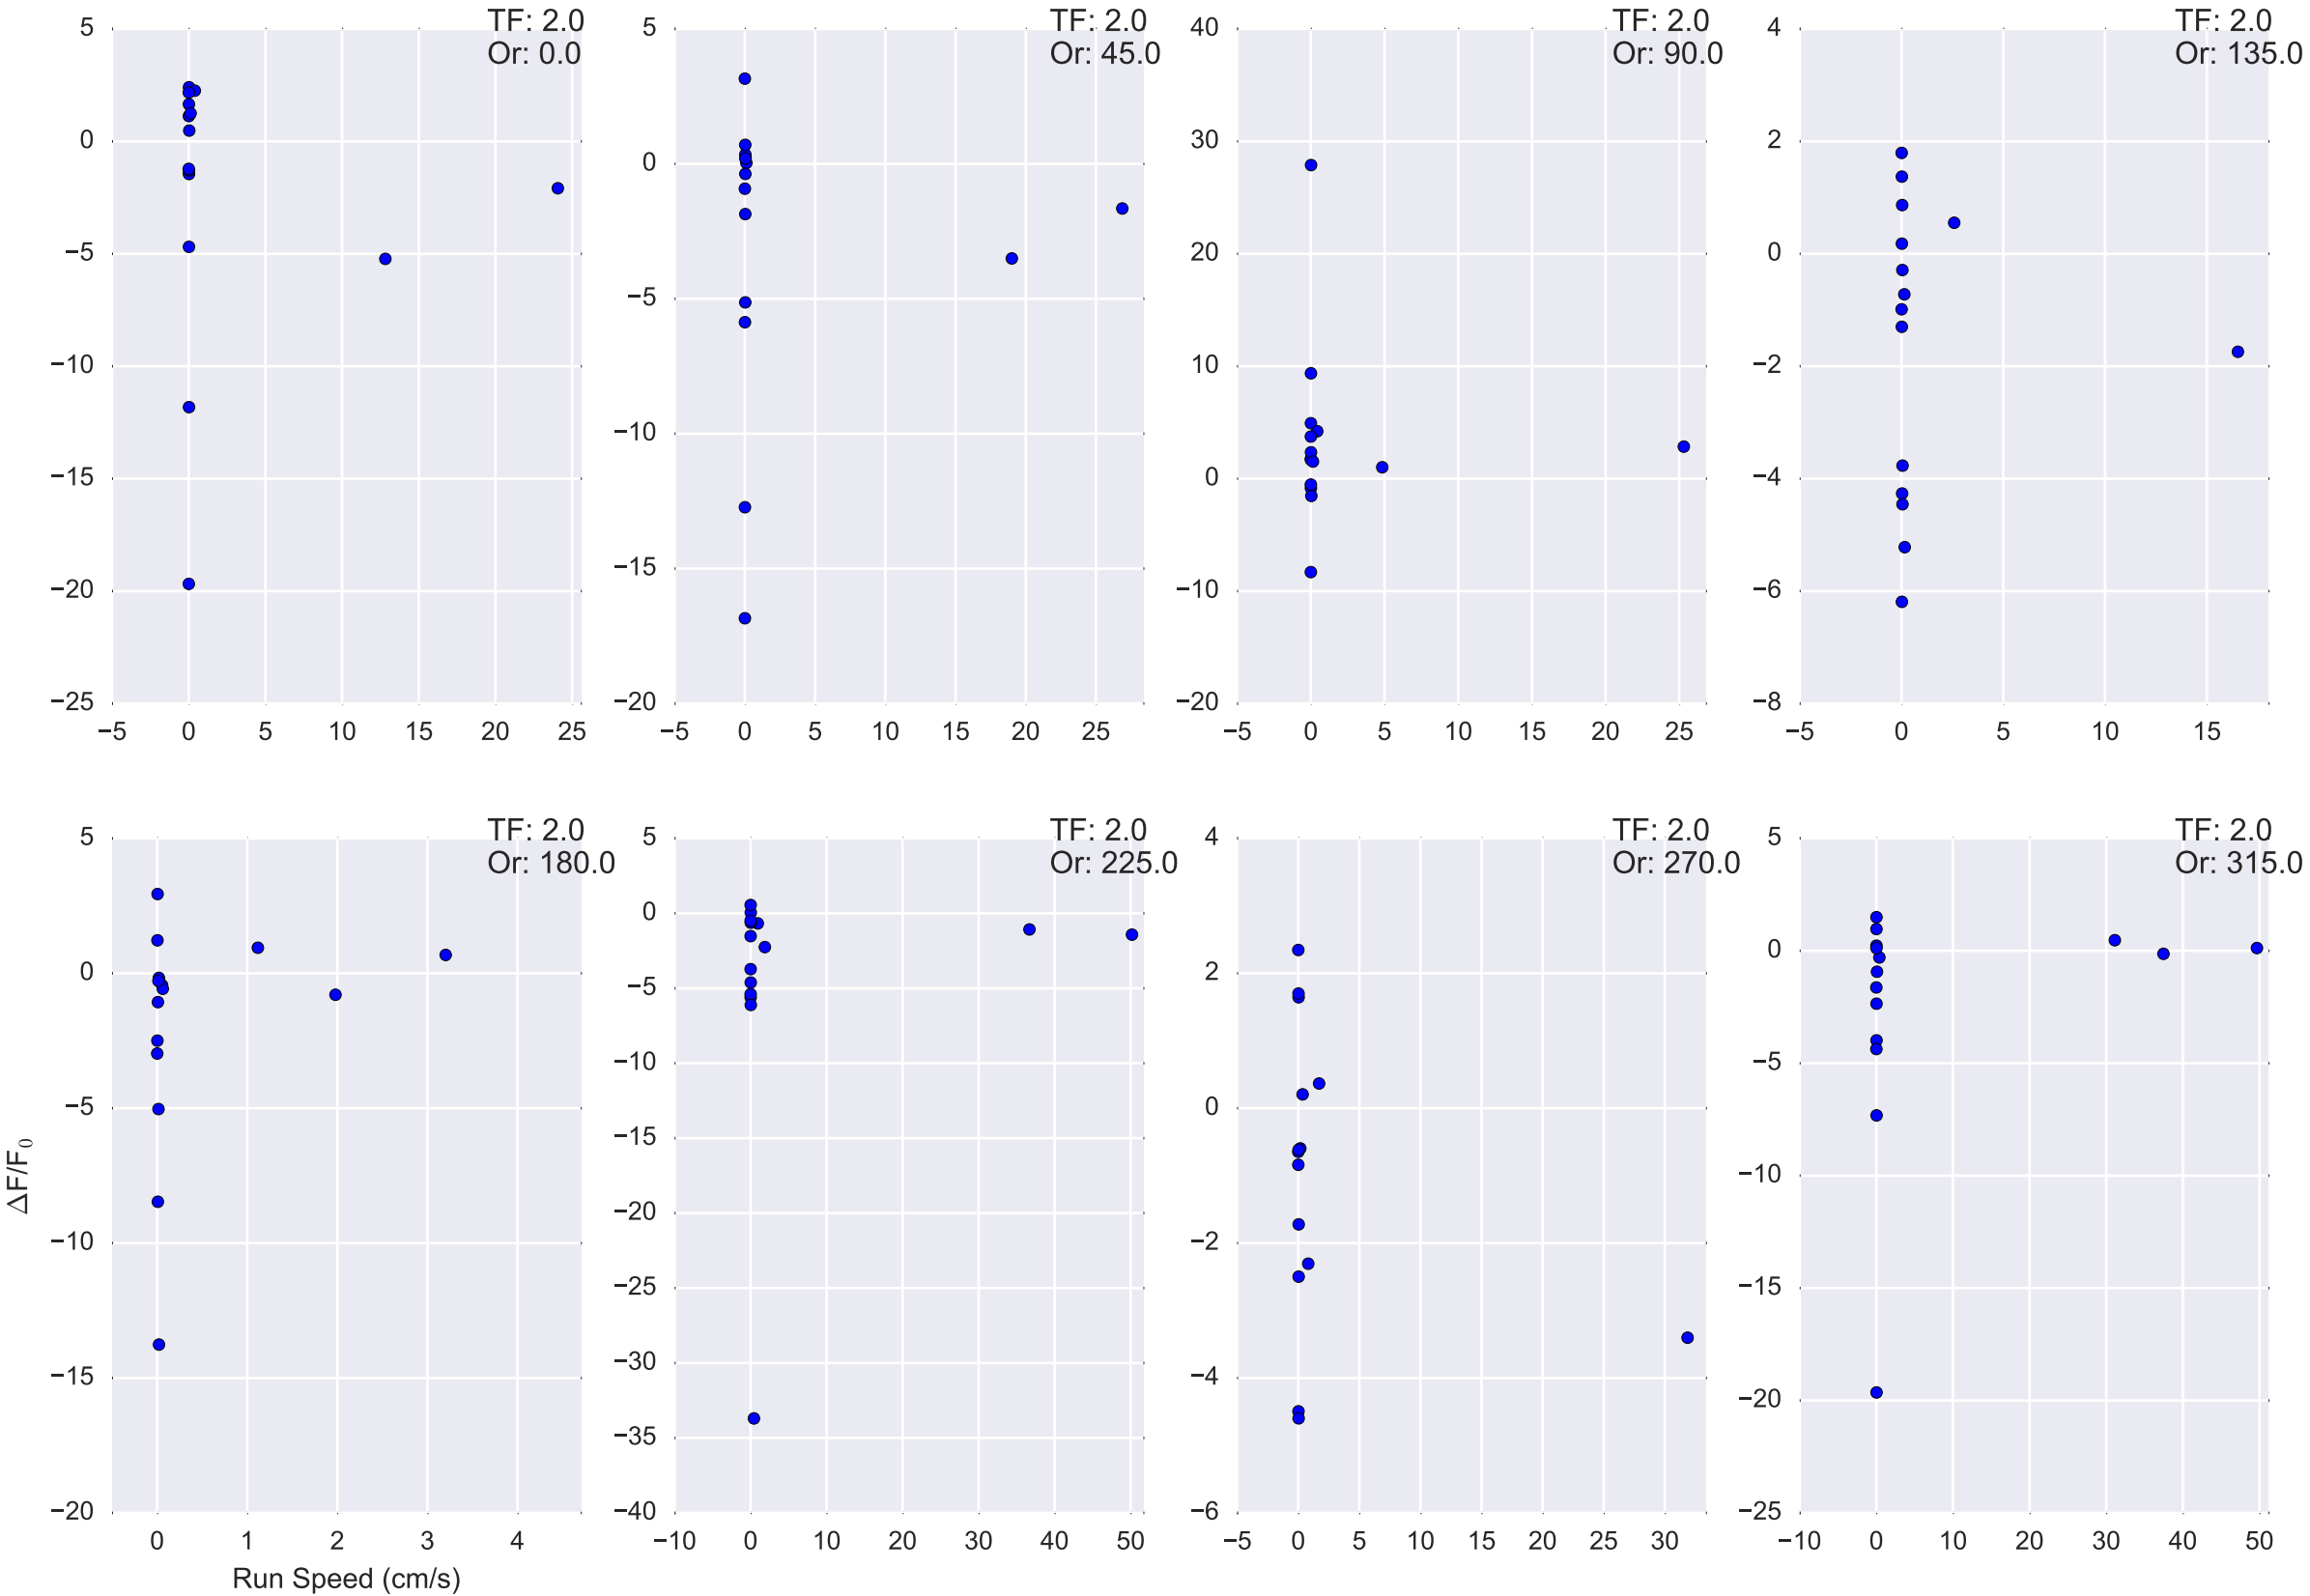 TF: 2.0
Or: 0.0
5
0
−5
−10
−15
−20
−25
−5 0 5 10 15 20 25
TF: 2.0
Or: 45.0
5
0
−5
−10
−15
−20
−5 0 5 10 15 20 25
TF: 2.0
Or: 90.0
40
30
20
10
0
−10
−20
−5 0 5 10 15 20 25
TF: 2.0
Or: 135.0
4
2
0
−2
−4
−6
−8
−5 0 5 10 15
TF: 2.0
Or: 180.0
5
0
−5
−10
−15
−20
0 1 2 3 4
ΔF/F₀
Run Speed (cm/s)
TF: 2.0
Or: 225.0
5
0
−5
−10
−15
−20
−25
−30
−35
−40
−10 0 10 20 30 40 50
TF: 2.0
Or: 270.0
4
2
0
−2
−4
−6
−5 0 5 10 15 20 25 30
TF: 2.0
Or: 315.0
5
0
−5
−10
−15
−20
−25
−10 0 10 20 30 40 50